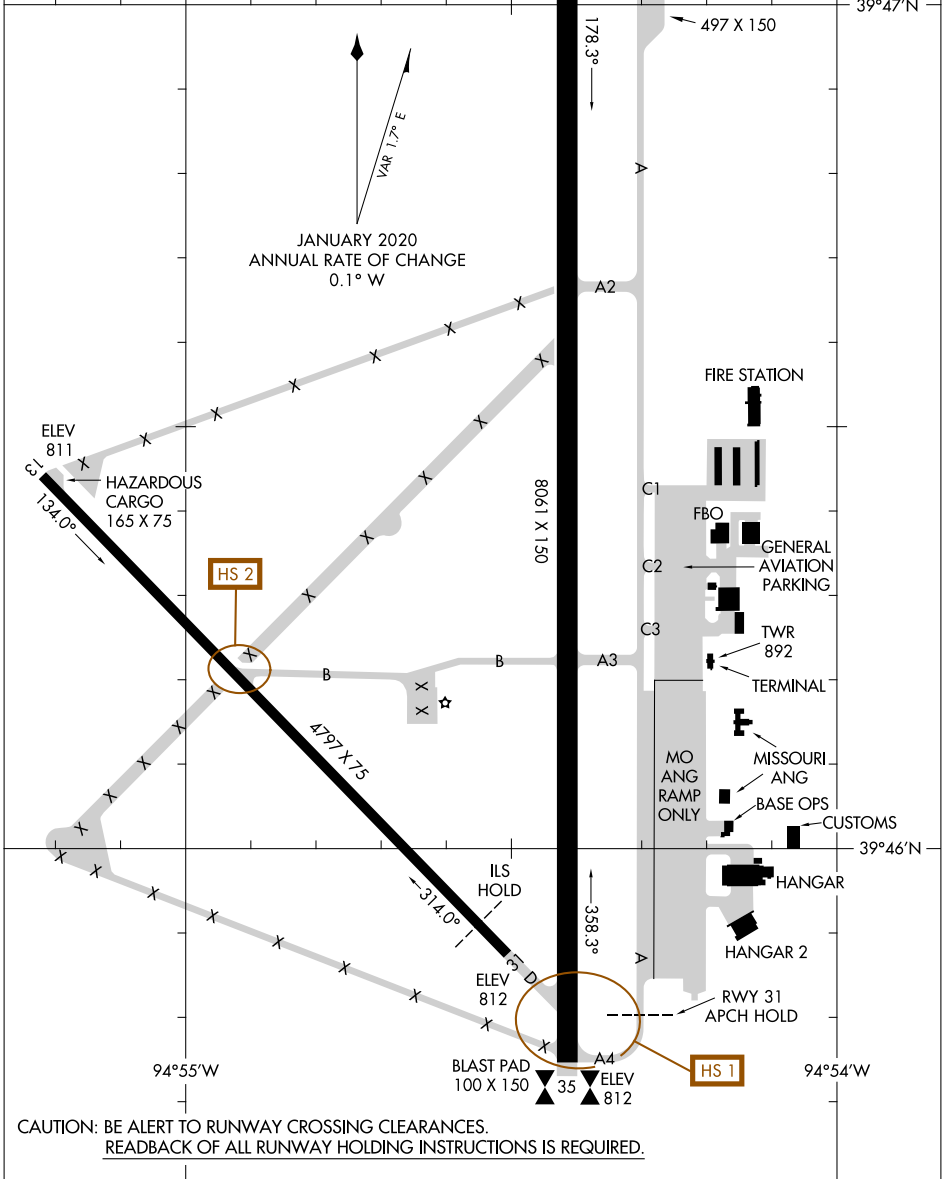 39°47'N
497 X 150
178.3°
VAR 1.7° E
A
JANUARY 2020
ANNUAL RATE OF CHANGE
0.1° W
A2
X
X
X
X
X
X
X
X
X
X
X
X
X
X
FIRE STATION
ELEV
811
13
HAZARDOUS
CARGO
165 X 75
134.0°
8061 X 150
C1
FBO
GENERAL
AVIATION
PARKING
C2
HS 2
C3
TWR
892
TERMINAL
B
B
A3
X
X
X
X
X
X
X
4797 X 75
MO
ANG
RAMP
ONLY
MISSOURI
ANG
BASE OPS
CUSTOMS
39°46'N
X
X
X
X
X
X
X
X
X
ILS
HOLD
314.0°
358.3°
HANGAR
HANGAR 2
A
31
D
ELEV
812
RWY 31
APCH HOLD
A4
HS 1
BLAST PAD
100 X 150
35
ELEV
812
94°55'W
94°54'W
CAUTION: BE ALERT TO RUNWAY CROSSING CLEARANCES.
READBACK OF ALL RUNWAY HOLDING INSTRUCTIONS IS REQUIRED.